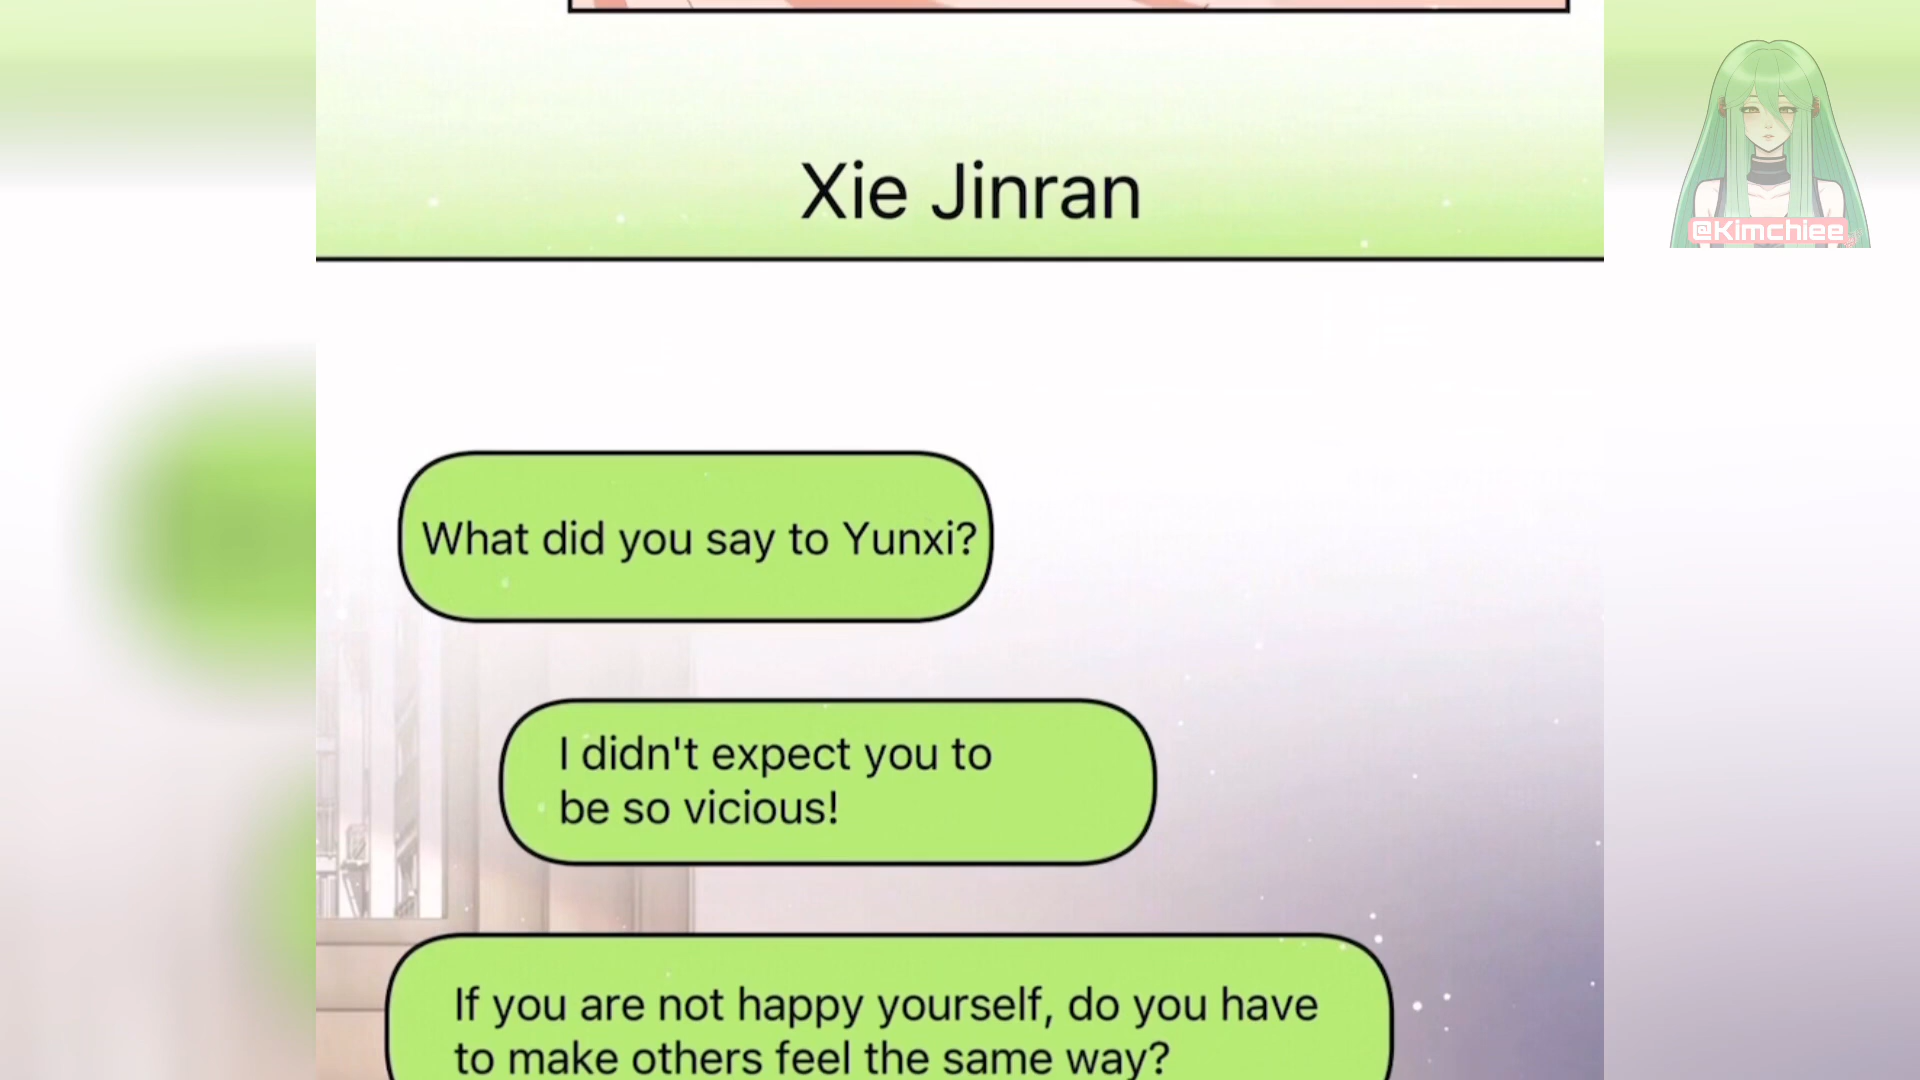 Xie Jinran
@Kimchiee
What did you say to Yunxi?
I didn't expect you to
be so vicious!
If you are not happy yourself, do you have
to make others feel the same way?